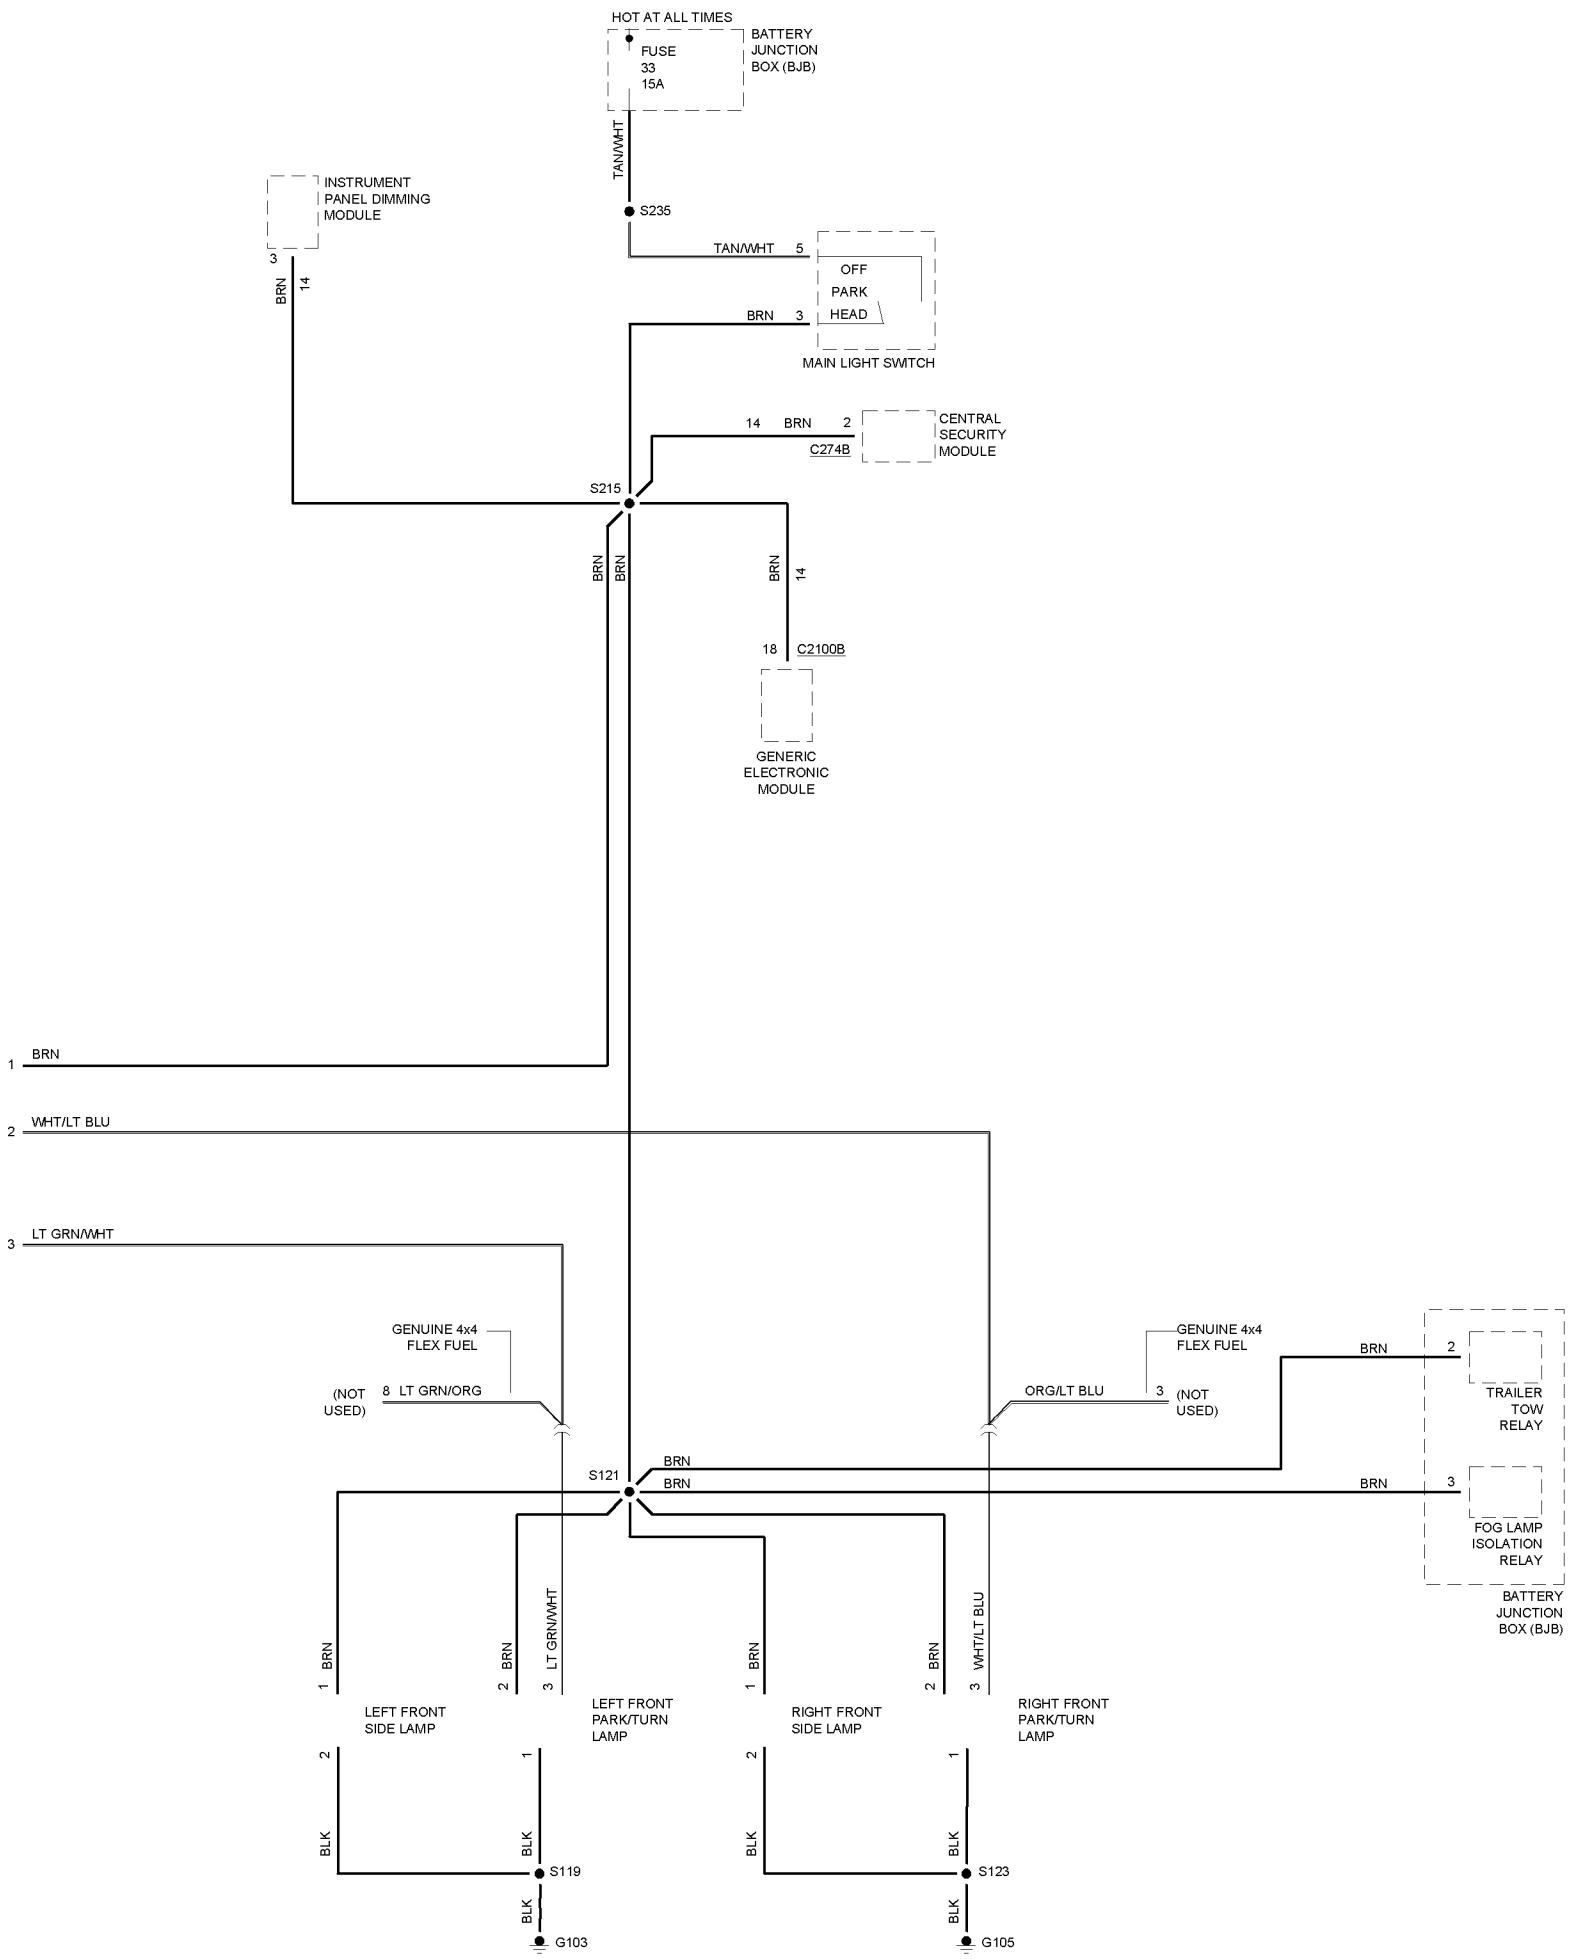 HOT AT ALL TIMES
BATTERY
JUNCTION
BOX (BJB)
FUSE
33
15A
TAN/WHT
INSTRUMENT
PANEL DIMMING
MODULE
S235
3
BRN
14
TAN/WHT 5
OFF
PARK
HEAD
BRN 3
MAIN LIGHT SWITCH
14 BRN 2
C274B
CENTRAL
SECURITY
MODULE
S215
BRN
BRN
BRN
14
18 C2100B
GENERIC
ELECTRONIC
MODULE
1 BRN
2 WHT/LT BLU
3 LT GRN/WHT
GENUINE 4x4
FLEX FUEL
(NOT
USED)
8 LT GRN/ORG
GENUINE 4x4
FLEX FUEL
ORG/LT BLU 3
(NOT
USED)
BRN 2
TRAILER
TOW
RELAY
S121
BRN
BRN
BRN 3
FOG LAMP
ISOLATION
RELAY
BATTERY
JUNCTION
BOX (BJB)
BRN
1
BRN
2
LT GRN/WHT
3
BRN
1
BRN
2
WHT/LT BLU
3
LEFT FRONT
SIDE LAMP
LEFT FRONT
PARK/TURN
LAMP
RIGHT FRONT
SIDE LAMP
RIGHT FRONT
PARK/TURN
LAMP
2
1
2
1
BLK
BLK
BLK
BLK
S119
S123
BLK
BLK
G103
G105